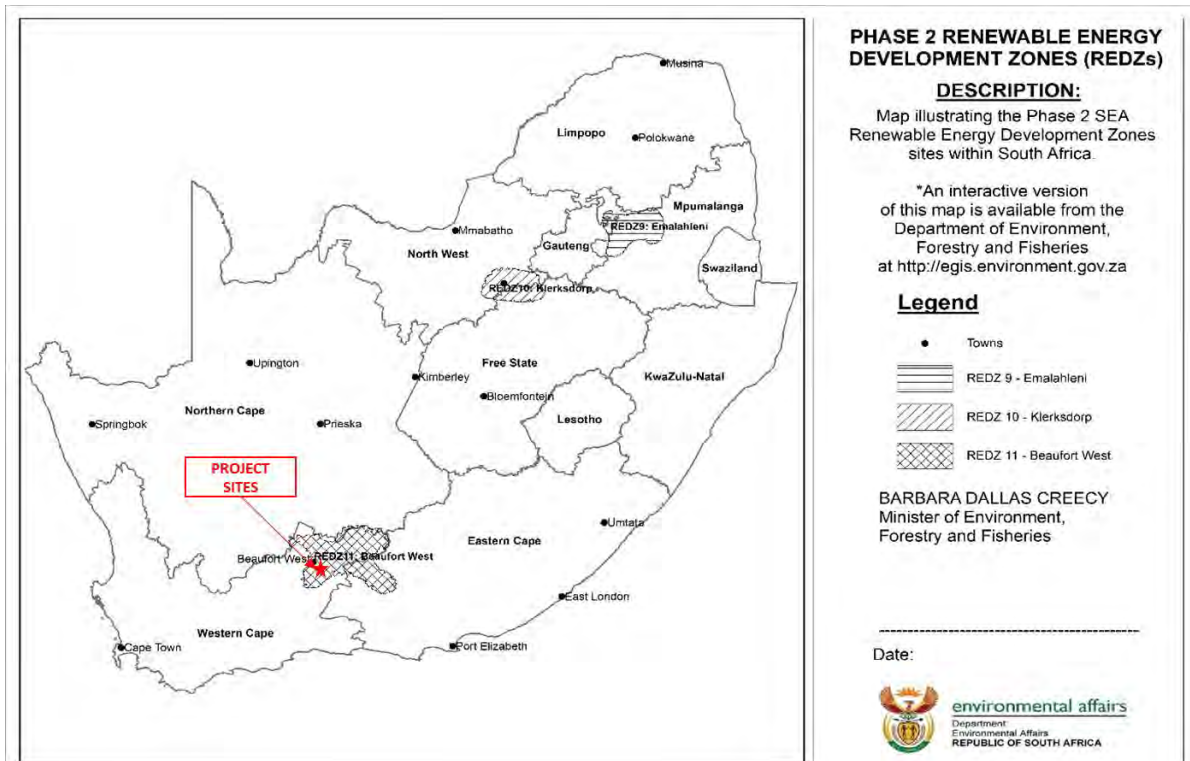 Musina
Limpopo
Polokwane
Mpumalanga
REDZ9: Emalahleni
Mmabatho
Gauteng
North West
Swaziland
REDZ10: Klerksdorp
Upington
Free State
Kimberley
KwaZulu-Natal
Bloemfontein
Northern Cape
Lesotho
Springbok
Prieska
PROJECT
SITES
Umtata
Eastern Cape
Beaufort West
REDZ11: Beaufort West
East London
Western Cape
Cape Town
Port Elizabeth
PHASE 2 RENEWABLE ENERGY
DEVELOPMENT ZONES (REDZs)
DESCRIPTION:
Map illustrating the Phase 2 SEA
Renewable Energy Development Zones
sites within South Africa.
*An interactive version
of this map is available from the
Department of Environment,
Forestry and Fisheries
at http://egis.environment.gov.za
Legend
Towns
REDZ 9 - Emalahleni
REDZ 10 - Klerksdorp
REDZ 11 - Beaufort West
BARBARA DALLAS CREECY
Minister of Environment,
Forestry and Fisheries
Date:
environmental affairs
Department:
Environmental Affairs
REPUBLIC OF SOUTH AFRICA